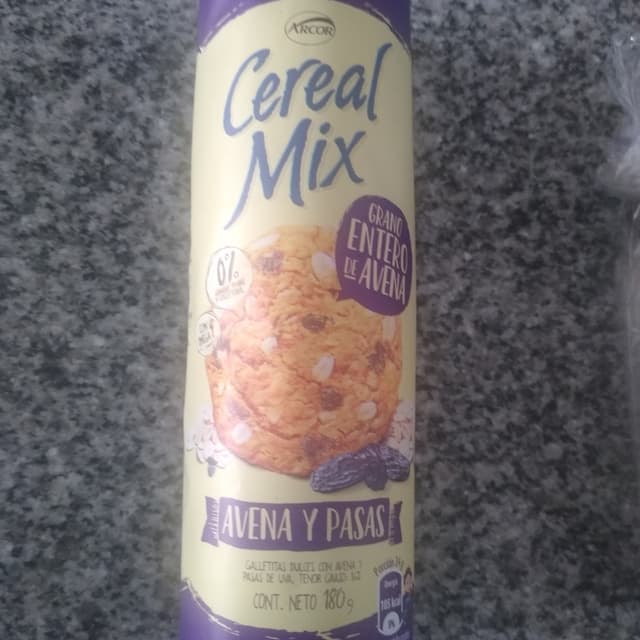 ARCOR
Cereal
Mix
GRANO
ENTERO
DE AVENA
0%
AVENA Y PASAS
GALLETITAS DULCES CON AVENA Y
PASAS DE UVA,
CONT. NETO 180g